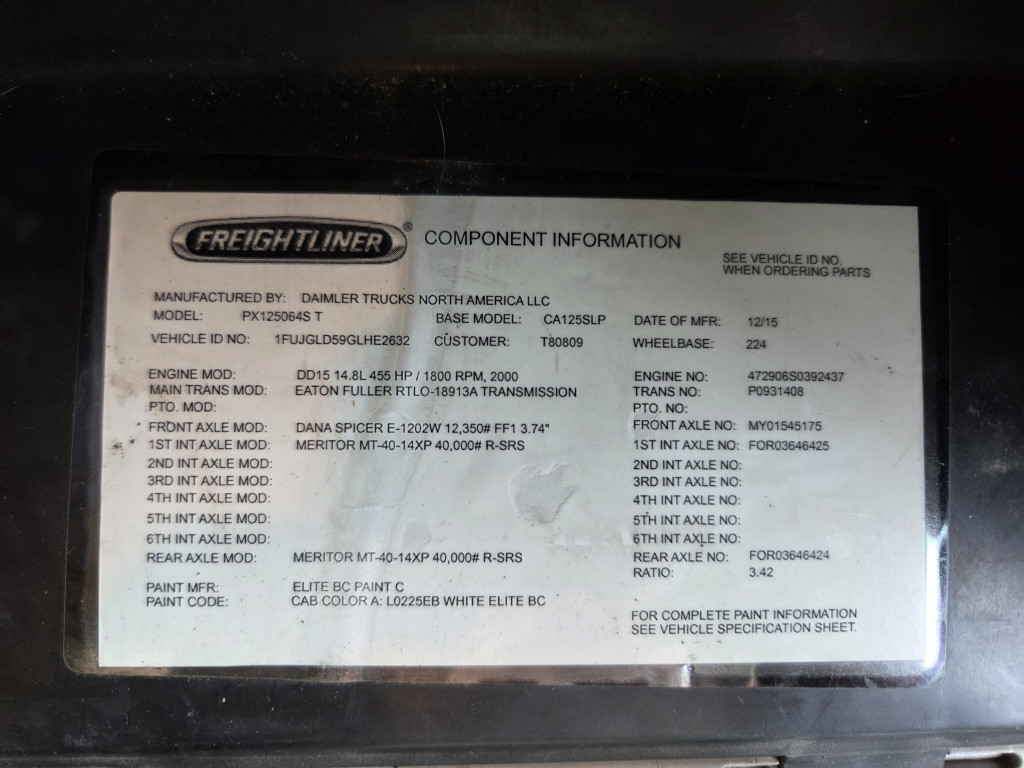 FREIGHTLINER® COMPONENT INFORMATION
SEE VEHICLE ID NO.
WHEN ORDERING PARTS
MANUFACTURED BY: DAIMLER TRUCKS NORTH AMERICA LLC
MODEL: PX125064S T BASE MODEL: CA125SLP DATE OF MFR: 12/15
VEHICLE ID NO: 1FUJGLD59GLHE2632 CUSTOMER: T80809 WHEELBASE: 224
ENGINE MOD: DD15 14.8L 455 HP / 1800 RPM, 2000 ENGINE NO: 472906S0392437
MAIN TRANS MOD: EATON FULLER RTLO-18913A TRANSMISSION TRANS NO: P0931408
PTO. MOD: PTO. NO:
FRONT AXLE MOD: DANA SPICER E-1202W 12,350# FF1 3.74" FRONT AXLE NO: MY01545175
1ST INT AXLE MOD: MERITOR MT-40-14XP 40,000# R-SRS 1ST INT AXLE NO: FOR03646425
2ND INT AXLE MOD: 2ND INT AXLE NO:
3RD INT AXLE MOD: 3RD INT AXLE NO:
4TH INT AXLE MOD: 4TH INT AXLE NO:
5TH INT AXLE MOD: 5TH INT AXLE NO:
6TH INT AXLE MOD: 6TH INT AXLE NO:
REAR AXLE MOD: MERITOR MT-40-14XP 40,000# R-SRS REAR AXLE NO: FOR03646424
RATIO: 3.42
PAINT MFR: ELITE BC PAINT C
PAINT CODE: CAB COLOR A: L0225EB WHITE ELITE BC
FOR COMPLETE PAINT INFORMATION
SEE VEHICLE SPECIFICATION SHEET.